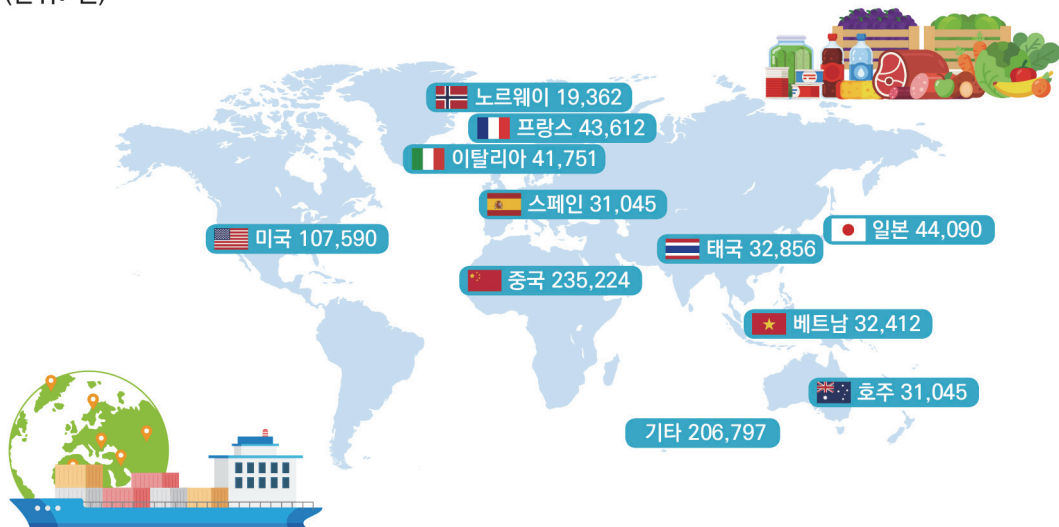 노르웨이 19,362
프랑스 43,612
이탈리아 41,751
스페인 31,045
미국 107,590
일본 44,090
태국 32,856
중국 235,224
베트남 32,412
호주 31,045
기타 206,797